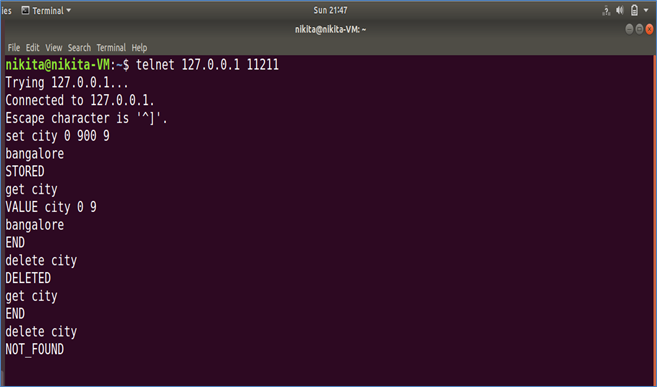 ies Terminal Sun 21:47
nikita@nikita-VM: ~
File Edit View Search Terminal Help
nikita@nikita-VM:~$ telnet 127.0.0.1 11211
Trying 127.0.0.1...
Connected to 127.0.0.1.
Escape character is '^]'.
set city 0 900 9
bangalore
STORED
get city
VALUE city 0 9
bangalore
END
delete city
DELETED
get city
END
delete city
NOT_FOUND